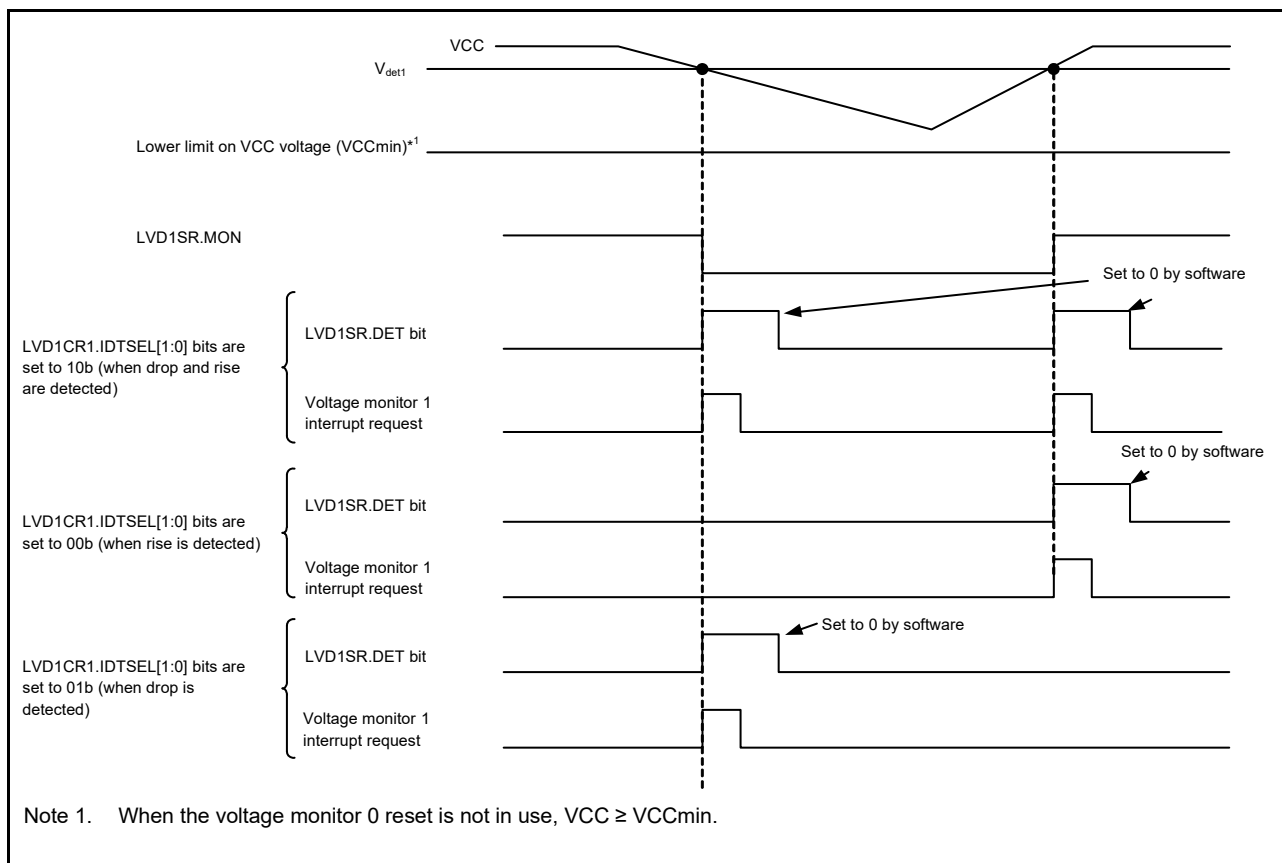 VCC
Vdet1
Lower limit on VCC voltage (VCCmin)*1
LVD1SR.MON
Set to 0 by software
LVD1CR1.IDTSEL[1:0] bits are
set to 10b (when drop and rise
are detected)
LVD1SR.DET bit
Voltage monitor 1
interrupt request
Set to 0 by software
LVD1CR1.IDTSEL[1:0] bits are
set to 00b (when rise is detected)
LVD1SR.DET bit
Voltage monitor 1
interrupt request
Set to 0 by software
LVD1CR1.IDTSEL[1:0] bits are
set to 01b (when drop is
detected)
LVD1SR.DET bit
Voltage monitor 1
interrupt request
Note 1. When the voltage monitor 0 reset is not in use, VCC ≥ VCCmin.